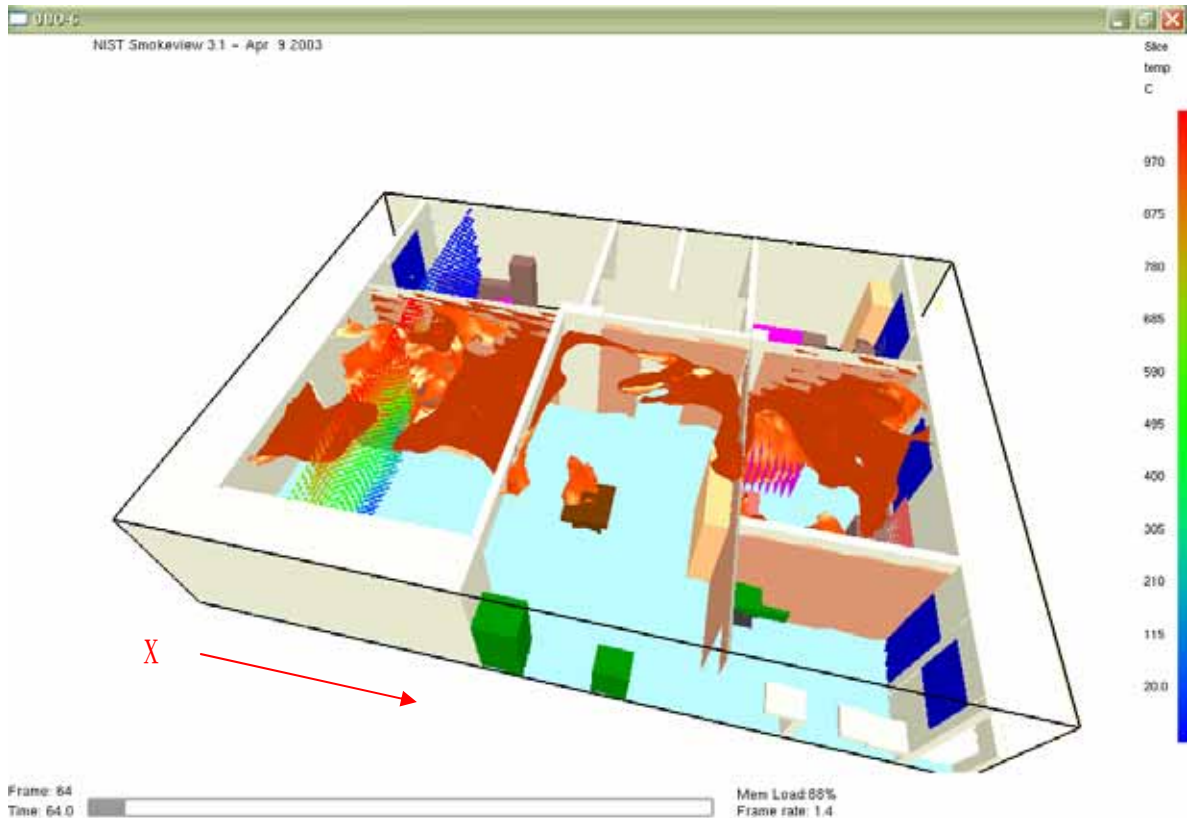 NIST Smokeview 3.1 - Apr 9 2003
Slice
temp
C
970
875
780
685
590
495
400
305
210
115
20.0
X
Frame: 64
Time: 64.0
Mem Load:88%
Frame rate: 1.4